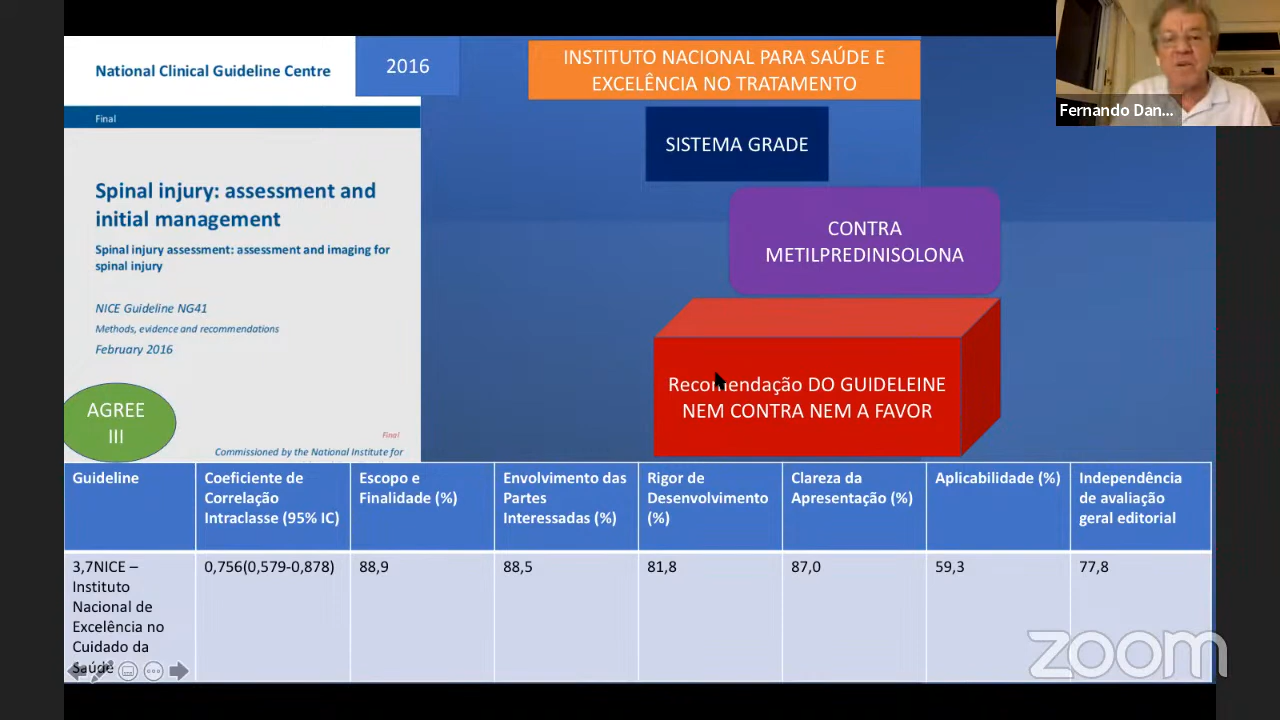 National Clinical Guideline Centre
2016
INSTITUTO NACIONAL PARA SAÚDE E
EXCELÊNCIA NO TRATAMENTO
Fernando Dan...
Final
SISTEMA GRADE
Spinal injury: assessment and
initial management
Spinal injury assessment: assessment and imaging for
spinal injury
NICE Guideline NG41
Methods, evidence and recommendations
February 2016
CONTRA
METILPREDINISOLONA
Recomendação DO GUIDELEINE
NEM CONTRA NEM A FAVOR
AGREE
III
Final
Commissioned by the National Institute for
Guideline
Coeficiente de
Correlação
Intraclasse (95% IC)
Escopo e
Finalidade (%)
Envolvimento das
Partes
Interessadas (%)
Rigor de
Desenvolvimento
(%)
Clareza da
Apresentação (%)
Aplicabilidade (%)
Independência
de avaliação
geral editorial
3,7NICE –
Instituto
Nacional de
Excelência no
Cuidado da
Saúde
0,756(0,579-0,878)
88,9
88,5
81,8
87,0
59,3
77,8
zoom